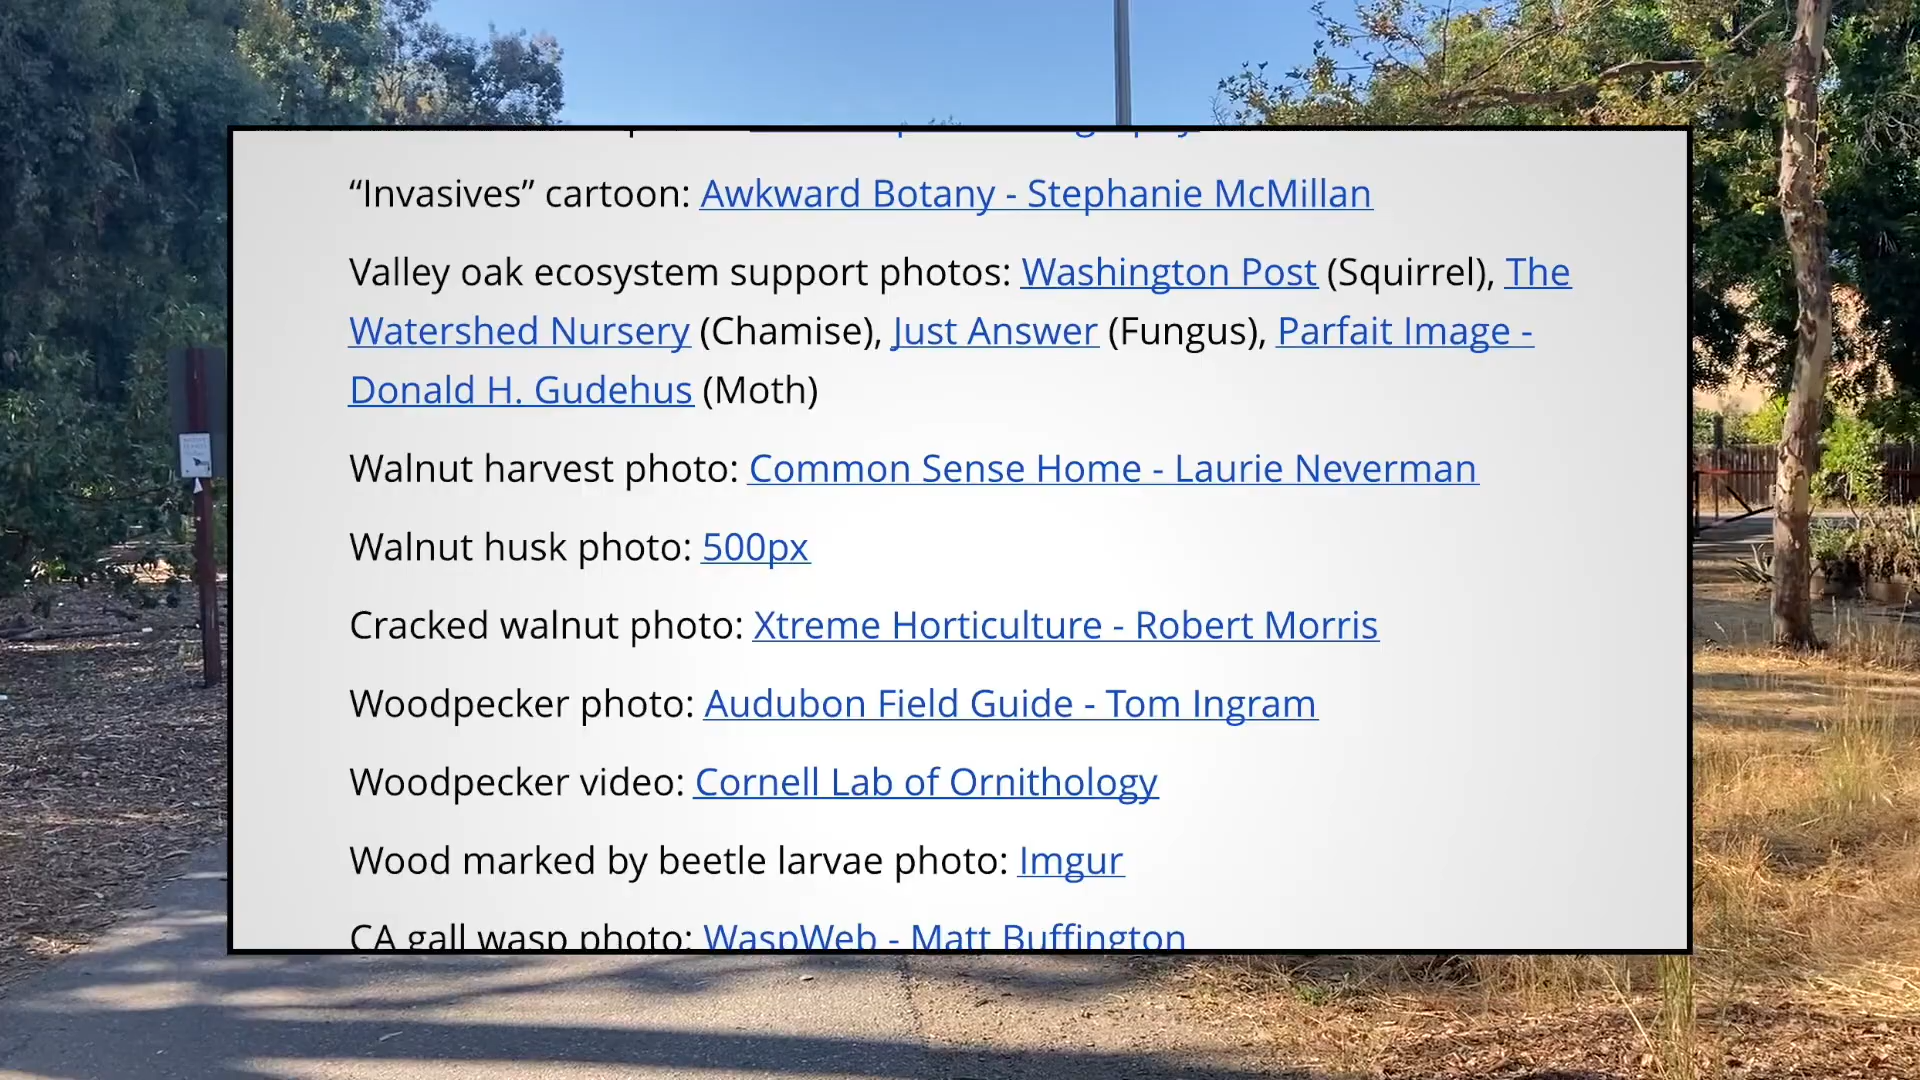 “Invasives” cartoon: Awkward Botany - Stephanie McMillan
Valley oak ecosystem support photos: Washington Post (Squirrel), The
Watershed Nursery (Chamise), Just Answer (Fungus), Parfait Image -
Donald H. Gudehus (Moth)
Walnut harvest photo: Common Sense Home - Laurie Neverman
Walnut husk photo: 500px
Cracked walnut photo: Xtreme Horticulture - Robert Morris
Woodpecker photo: Audubon Field Guide - Tom Ingram
Woodpecker video: Cornell Lab of Ornithology
Wood marked by beetle larvae photo: Imgur
CA gall wasp photo: WaspWeb - Matt Buffington